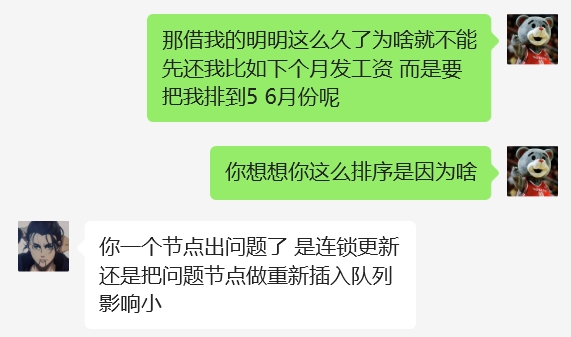 那借我的明明这么久了为啥就不能
先还我比如下个月发工资 而是要
把我排到5 6月份呢
你想想你这么排序是因为啥
你一个节点出问题了 是连锁更新
还是把问题节点做重新插入队列
影响小